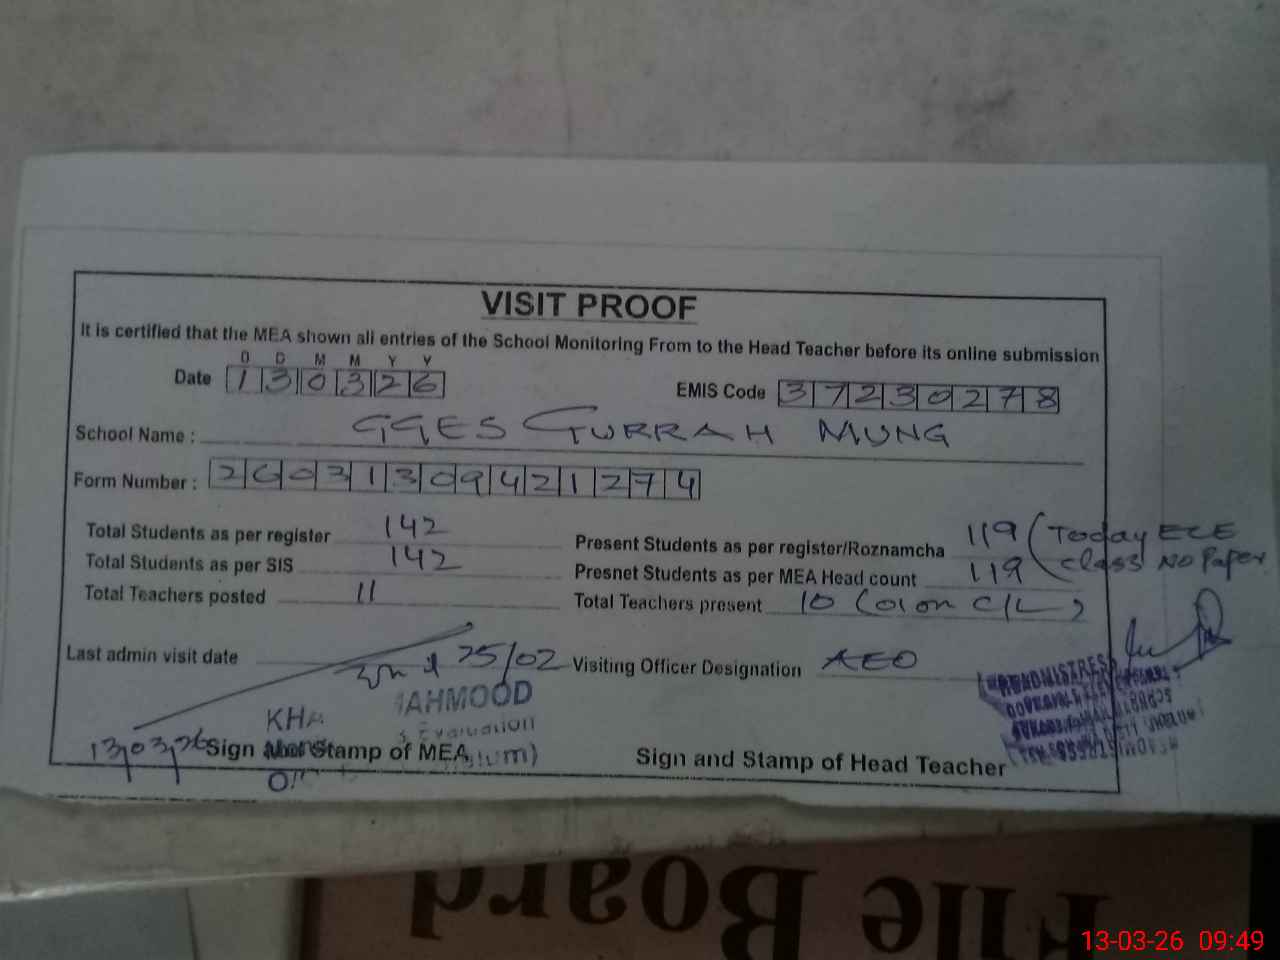 VISIT PROOF
It is certified that the MEA shown all entries of the School Monitoring From to the Head Teacher before its online submission
D D M M Y Y
Date 1 3 0 3 2 6 EMIS Code 3 7 2 3 0 2 7 8
School Name : GGES GURRAH MUNG
Form Number : 2 6 0 3 1 3 0 9 4 2 1 2 7 4
Total Students as per register 142 Present Students as per register/Roznamcha 119 (Today ECE
Total Students as per SIS 142 Presnet Students as per MEA Head count 119 class No Paper
Total Teachers posted 11 Total Teachers present 10 (01 on C/L)
Last admin visit date 25/02 Visiting Officer Designation AEO
HEADMISTRESS
MAHMOOD
Evaluation
13/03/26 Sign and Stamp of MEA
Sign and Stamp of Head Teacher
File Board
13-03-26 09:49